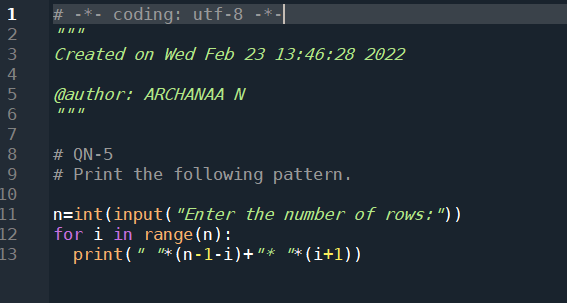 1 # -*- coding: utf-8 -*-
2 """
3 Created on Wed Feb 23 13:46:28 2022
4
5 @author: ARCHANAA N
6 """
7
8 # QN-5
9 # Print the following pattern.
10
11 n=int(input("Enter the number of rows:"))
12 for i in range(n):
13   print(" "*(n-1-i)+"* "*(i+1))